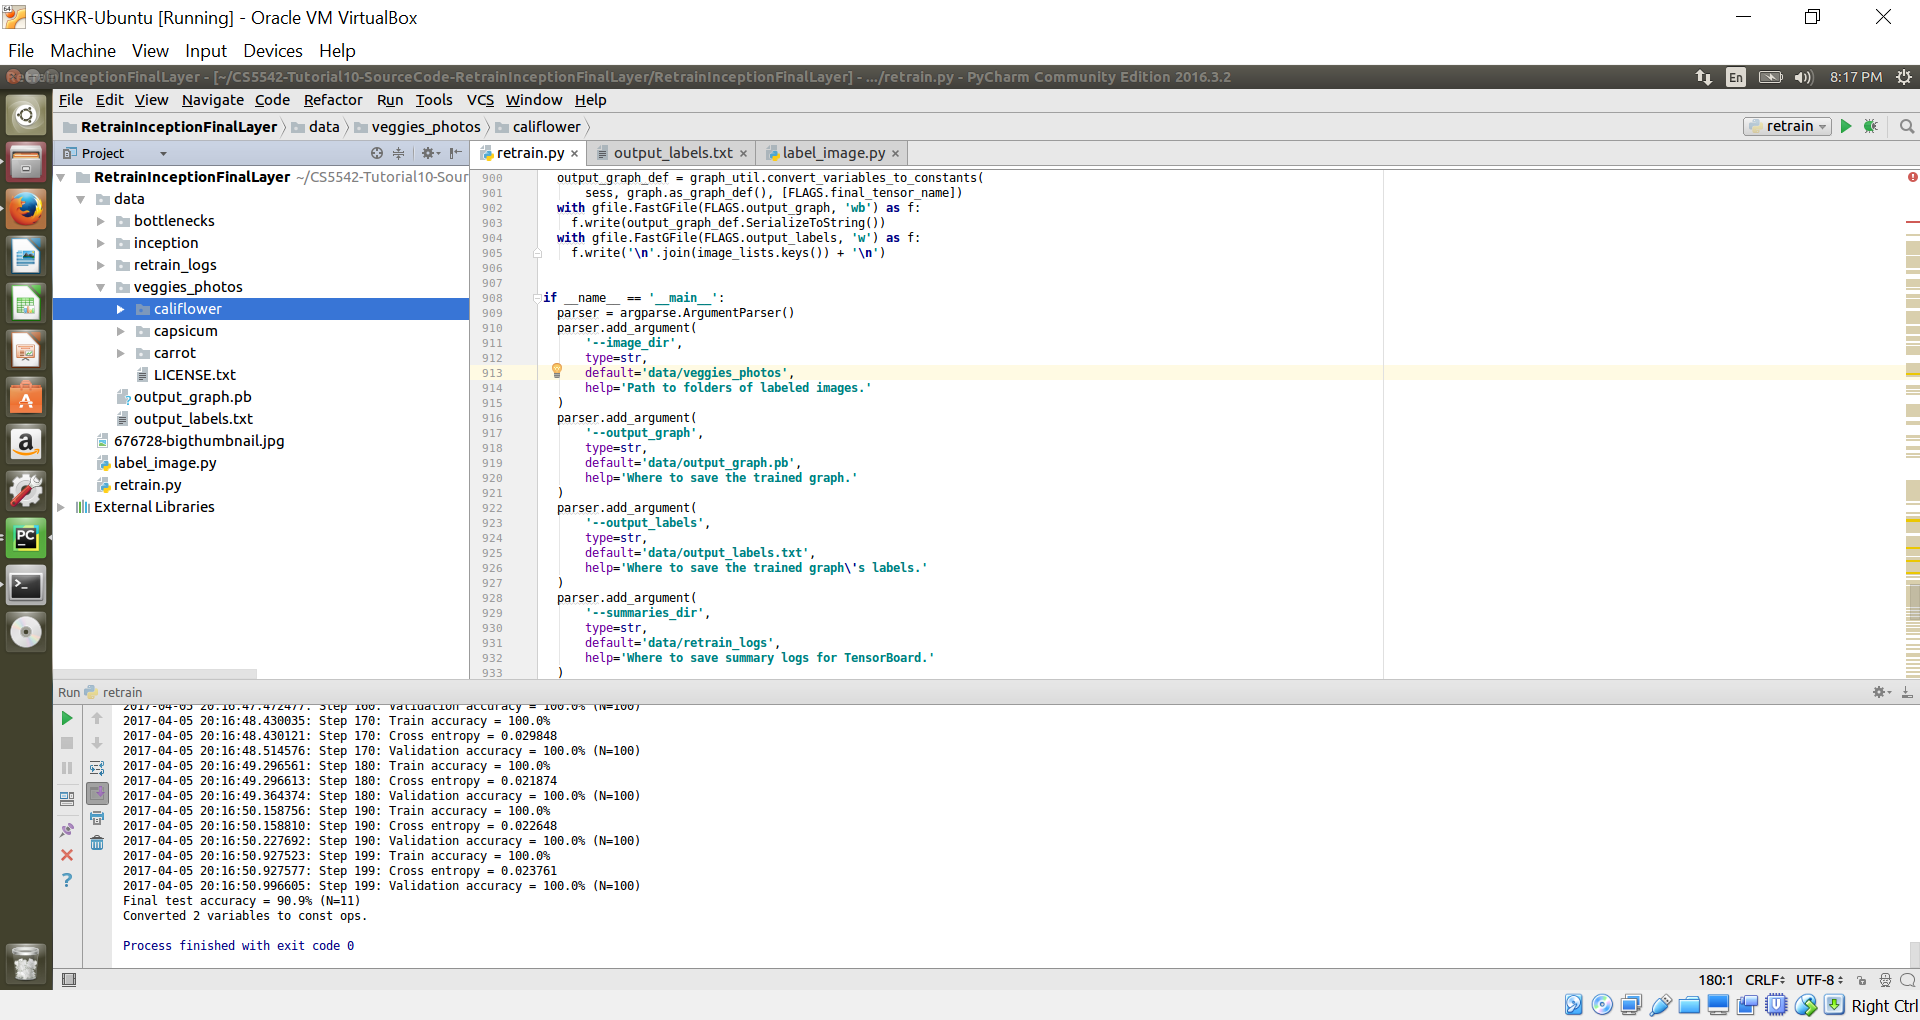 GSHKR-Ubuntu [Running] - Oracle VM VirtualBox
File Machine View Input Devices Help
InceptionFinalLayer - [~/CS5542-Tutorial10-SourceCode-RetrainInceptionFinalLayer/RetrainInceptionFinalLayer] - .../retrain.py - PyCharm Community Edition 2016.3.2
En 8:17 PM
File Edit View Navigate Code Refactor Run Tools VCS Window Help
RetrainInceptionFinalLayer data veggies_photos califlower retrain
Project
retrain.py output_labels.txt label_image.py
RetrainInceptionFinalLayer ~/CS5542-Tutorial10-Sour
data
bottlenecks
inception
retrain_logs
veggies_photos
califlower
capsicum
carrot
LICENSE.txt
output_graph.pb
output_labels.txt
676728-bigthumbnail.jpg
label_image.py
retrain.py
External Libraries
900 output_graph_def = graph_util.convert_variables_to_constants(
901 sess, graph.as_graph_def(), [FLAGS.final_tensor_name])
902 with gfile.FastGFile(FLAGS.output_graph, 'wb') as f:
903 f.write(output_graph_def.SerializeToString())
904 with gfile.FastGFile(FLAGS.output_labels, 'w') as f:
905 f.write('\n'.join(image_lists.keys()) + '\n')
906
907
908 if __name__ == '__main__':
909 parser = argparse.ArgumentParser()
910 parser.add_argument(
911 '--image_dir',
912 type=str,
913 default='data/veggies_photos',
914 help='Path to folders of labeled images.'
915 )
916 parser.add_argument(
917 '--output_graph',
918 type=str,
919 default='data/output_graph.pb',
920 help='Where to save the trained graph.'
921 )
922 parser.add_argument(
923 '--output_labels',
924 type=str,
925 default='data/output_labels.txt',
926 help='Where to save the trained graph\'s labels.'
927 )
928 parser.add_argument(
929 '--summaries_dir',
930 type=str,
931 default='data/retrain_logs',
932 help='Where to save summary logs for TensorBoard.'
933 )
Run retrain
2017-04-05 20:16:47.472477: Step 160: Validation accuracy = 100.0% (N=100)
2017-04-05 20:16:48.430035: Step 170: Train accuracy = 100.0%
2017-04-05 20:16:48.430121: Step 170: Cross entropy = 0.029848
2017-04-05 20:16:48.514576: Step 170: Validation accuracy = 100.0% (N=100)
2017-04-05 20:16:49.296561: Step 180: Train accuracy = 100.0%
2017-04-05 20:16:49.296613: Step 180: Cross entropy = 0.021874
2017-04-05 20:16:49.364374: Step 180: Validation accuracy = 100.0% (N=100)
2017-04-05 20:16:50.158756: Step 190: Train accuracy = 100.0%
2017-04-05 20:16:50.158810: Step 190: Cross entropy = 0.022648
2017-04-05 20:16:50.227692: Step 190: Validation accuracy = 100.0% (N=100)
2017-04-05 20:16:50.927523: Step 199: Train accuracy = 100.0%
2017-04-05 20:16:50.927577: Step 199: Cross entropy = 0.023761
2017-04-05 20:16:50.996605: Step 199: Validation accuracy = 100.0% (N=100)
Final test accuracy = 90.9% (N=11)
Converted 2 variables to const ops.
Process finished with exit code 0
180:1 CRLF UTF-8
Right Ctrl